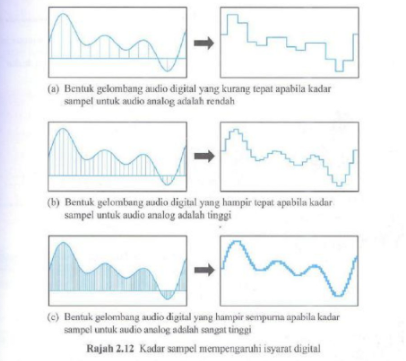 (a) Bentuk gelombang audio digital yang kurang tepat apabila kadar
sampel untuk audio analog adalah rendah
(b) Bentuk gelombang audio digital yang hampir tepat apabila kadar
sampel untuk audio analog adalah tinggi
(c) Bentuk gelombang audio digital yang hampir sempurna apabila kadar
sampel untuk audio analog adalah sangat tinggi
Rajah 2.12 Kadar sampel mempengaruhi isyarat digital